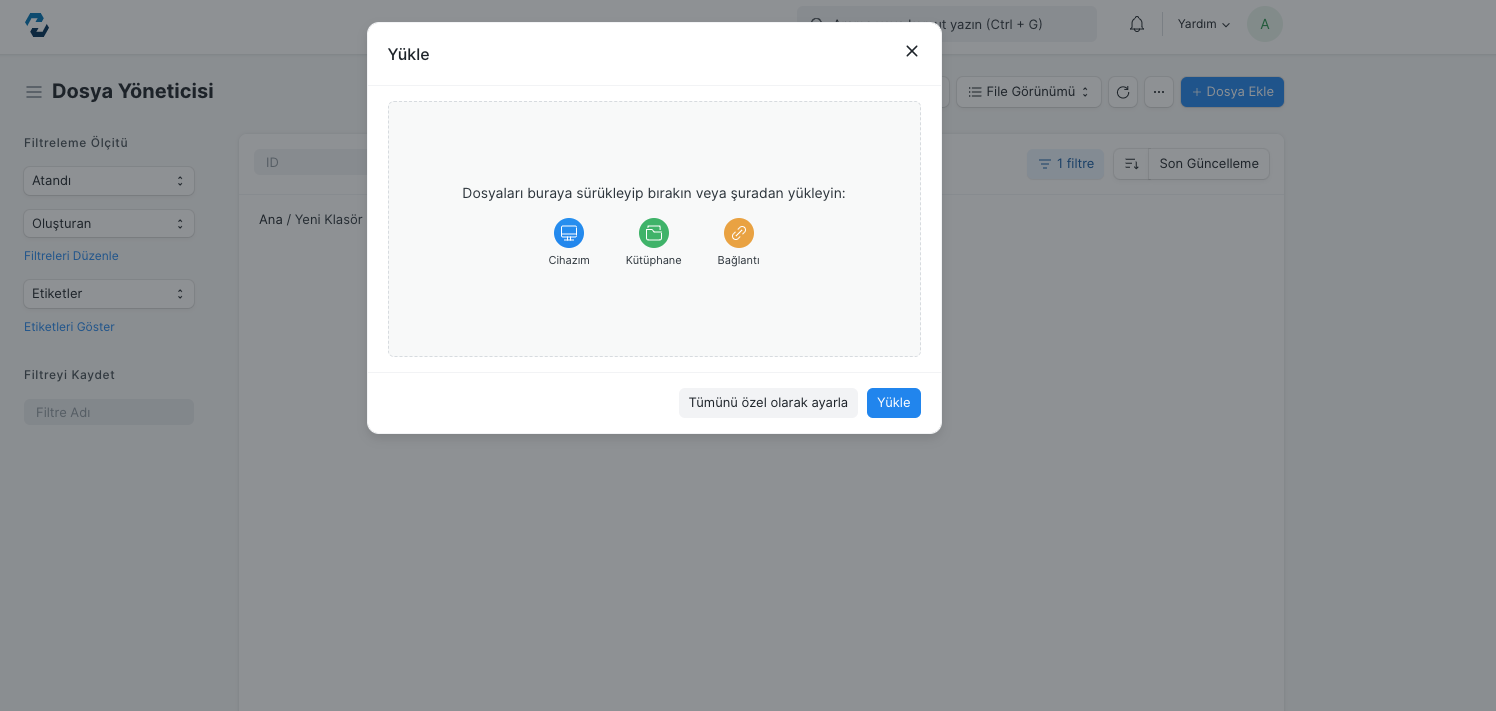 yazın (Ctrl + G)
Yardım
A
Yükle
Dosya Yöneticisi
File Görünümü
+ Dosya Ekle
Filtreleme Ölçütü
Atandı
Oluşturan
Filtreleri Düzenle
Etiketler
Etiketleri Göster
Filtreyi Kaydet
Filtre Adı
ID
1 filtre
Son Güncelleme
Ana / Yeni Klasör
Dosyaları buraya sürükleyip bırakın veya şuradan yükleyin:
Cihazım
Kütüphane
Bağlantı
Tümünü özel olarak ayarla
Yükle